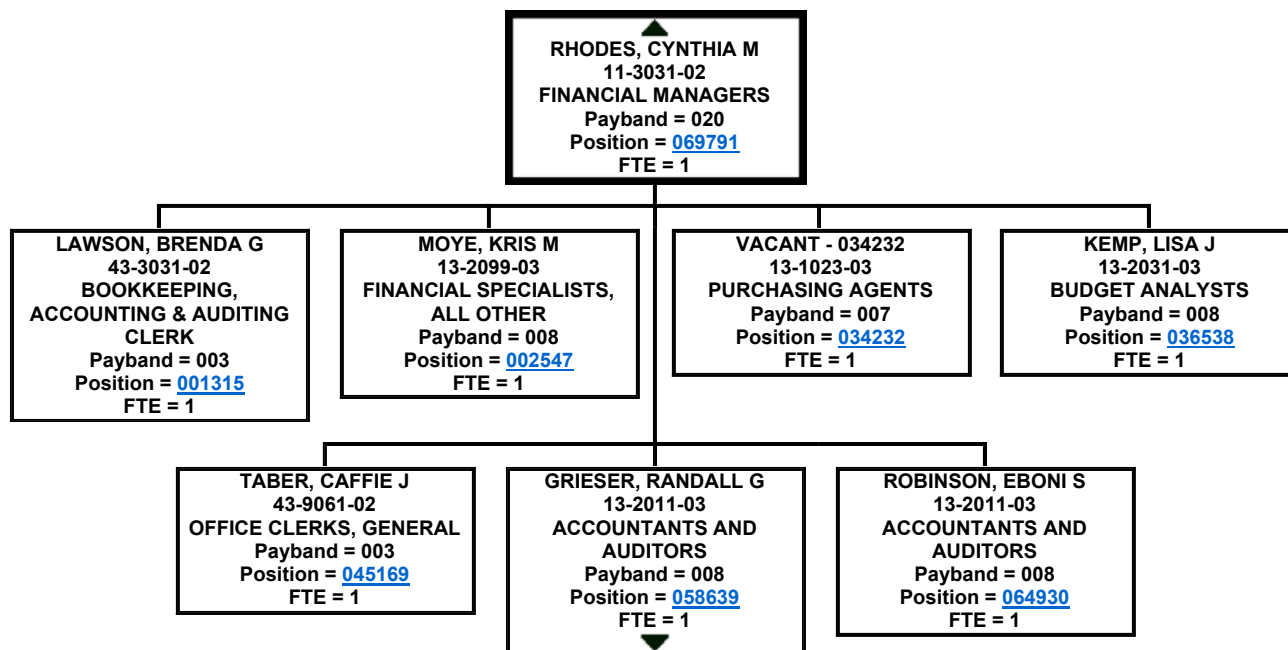 RHODES, CYNTHIA M
11-3031-02
FINANCIAL MANAGERS
Payband = 020
Position = 069791
FTE = 1
LAWSON, BRENDA G
43-3031-02
BOOKKEEPING,
ACCOUNTING & AUDITING
CLERK
Payband = 003
Position = 001315
FTE = 1
MOYE, KRIS M
13-2099-03
FINANCIAL SPECIALISTS,
ALL OTHER
Payband = 008
Position = 002547
FTE = 1
VACANT - 034232
13-1023-03
PURCHASING AGENTS
Payband = 007
Position = 034232
FTE = 1
KEMP, LISA J
13-2031-03
BUDGET ANALYSTS
Payband = 008
Position = 036538
FTE = 1
TABER, CAFFIE J
43-9061-02
OFFICE CLERKS, GENERAL
Payband = 003
Position = 045169
FTE = 1
GRIESER, RANDALL G
13-2011-03
ACCOUNTANTS AND
AUDITORS
Payband = 008
Position = 058639
FTE = 1
ROBINSON, EBONI S
13-2011-03
ACCOUNTANTS AND
AUDITORS
Payband = 008
Position = 064930
FTE = 1